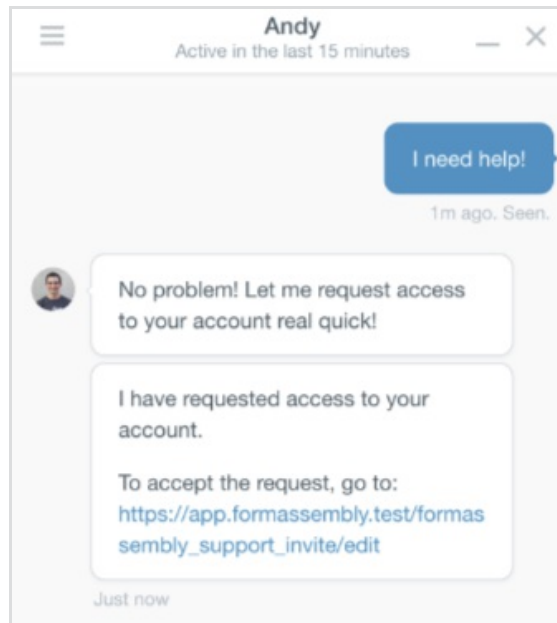 Andy
Active in the last 15 minutes
I need help!
1m ago. Seen.
No problem! Let me request access
to your account real quick!
I have requested access to your
account.
To accept the request, go to:
https://app.formassembly.test/formas
sembly_support_invite/edit
Just now